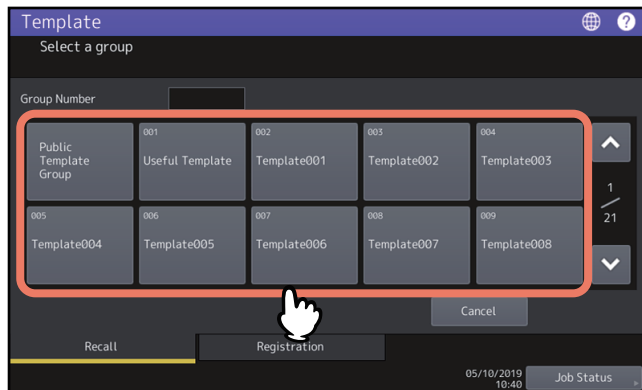 Template
?
Select a group
Group Number
Public
Template
Group
001
Useful Template
002
Template001
003
Template002
004
Template003
1
21
005
Template004
006
Template005
007
Template006
008
Template007
009
Template008
Cancel
Recall
Registration
05/10/2019
10:40
Job Status